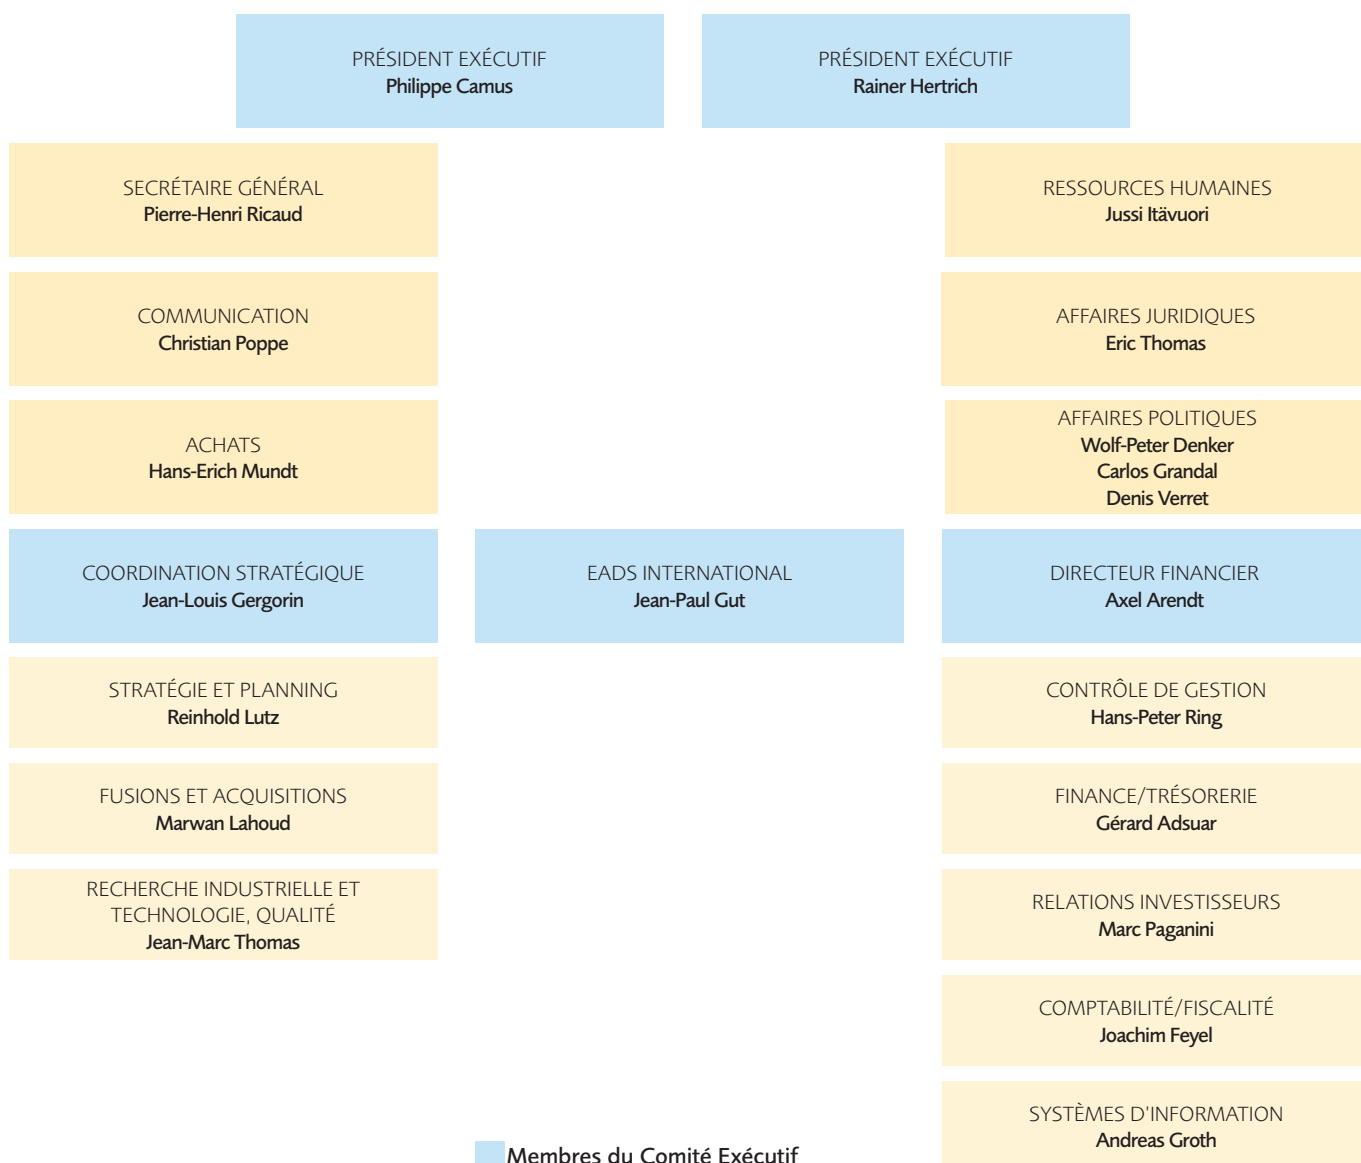 PRÉSIDENT EXÉCUTIF
Philippe Camus
PRÉSIDENT EXÉCUTIF
Rainer Hertrich
SECRÉTAIRE GÉNÉRAL
Pierre-Henri Ricaud
RESSOURCES HUMAINES
Jussi Itävuori
COMMUNICATION
Christian Poppe
AFFAIRES JURIDIQUES
Eric Thomas
ACHATS
Hans-Erich Mundt
AFFAIRES POLITIQUES
Wolf-Peter Denker
Carlos Grandal
Denis Verret
COORDINATION STRATÉGIQUE
Jean-Louis Gergorin
EADS INTERNATIONAL
Jean-Paul Gut
DIRECTEUR FINANCIER
Axel Arendt
STRATÉGIE ET PLANNING
Reinhold Lutz
CONTRÔLE DE GESTION
Hans-Peter Ring
FUSIONS ET ACQUISITIONS
Marwan Lahoud
FINANCE/TRÉSORERIE
Gérard Adsuar
RECHERCHE INDUSTRIELLE ET
TECHNOLOGIE, QUALITÉ
Jean-Marc Thomas
RELATIONS INVESTISSEURS
Marc Paganini
COMPTABILITÉ/FISCALITÉ
Joachim Feyel
SYSTÈMES D'INFORMATION
Andreas Groth
Membres du Comité Exécutif